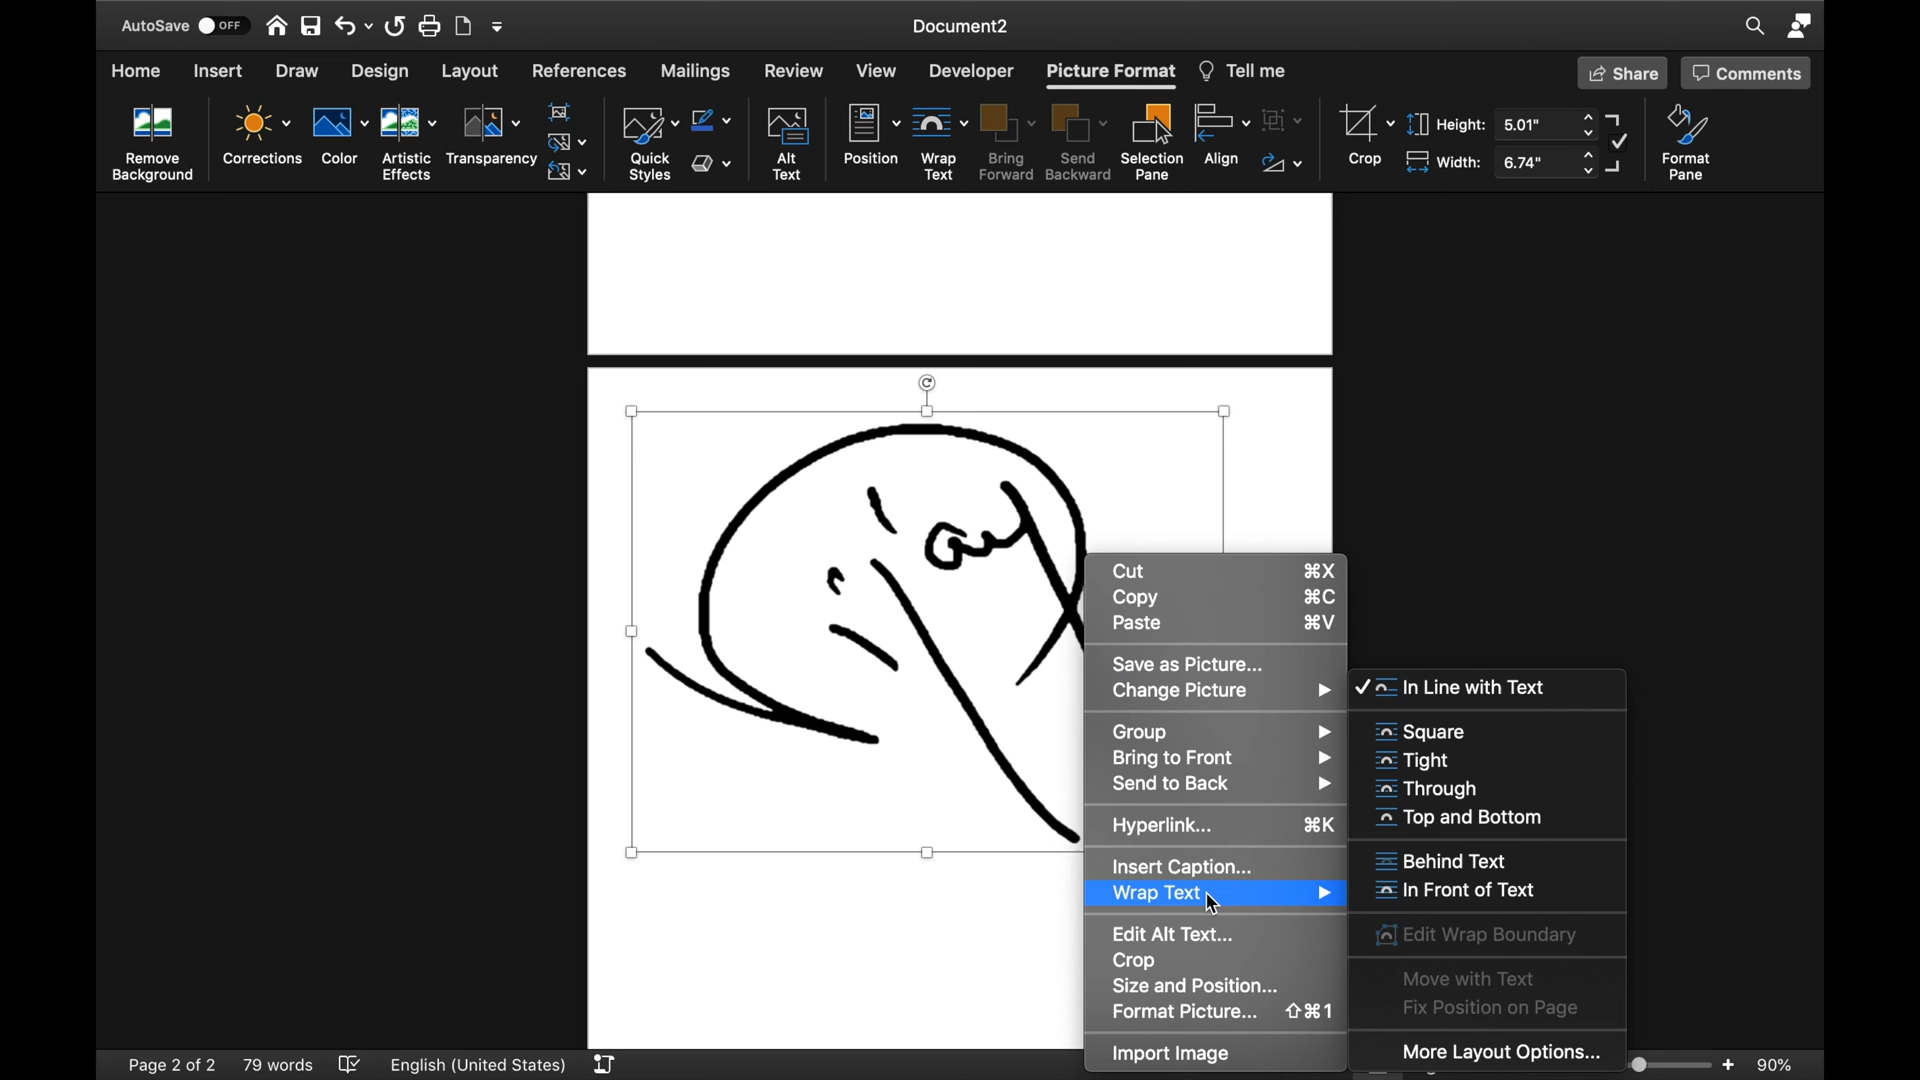 AutoSave OFF Document2
Home Insert Draw Design Layout References Mailings Review View Developer Picture Format Tell me Share Comments
Remove Background Corrections Color Artistic Effects Transparency Quick Styles Alt Text Position Wrap Text Bring Forward Send Backward Selection Pane Align Crop Height: 5.01" Width: 6.74" Format Pane
Cut ⌘X
Copy ⌘C
Paste ⌘V
Save as Picture...
Change Picture
Group
Bring to Front
Send to Back
Hyperlink... ⌘K
Insert Caption...
Wrap Text
Edit Alt Text...
Crop
Size and Position...
Format Picture... ⇧⌘1
Import Image
In Line with Text
Square
Tight
Through
Top and Bottom
Behind Text
In Front of Text
Edit Wrap Boundary
Move with Text
Fix Position on Page
More Layout Options...
Page 2 of 2 79 words English (United States) 90%